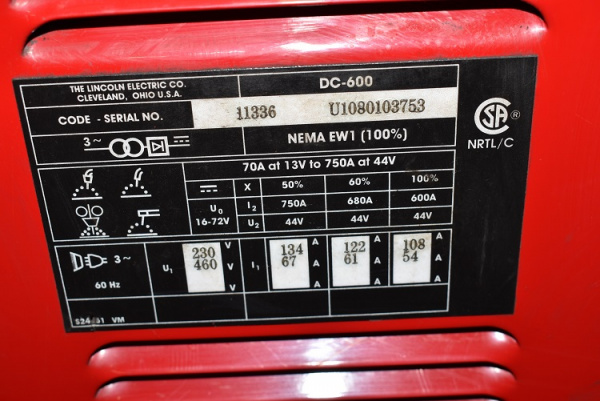 THE LINCOLN ELECTRIC CO.
CLEVELAND, OHIO U.S.A.
DC-600
CODE - SERIAL NO. 11336 U1080103753
3~ NEMA EW1 (100%)
70A at 13V to 750A at 44V
X 50% 60% 100%
U0 I2 750A 680A 600A
16-72V U2 44V 44V 44V
3~ U1 230 460 V V V I1 134 67 A A A 122 61 A A A 108 54 A A A
60 Hz
VM
CSA ®
NRTL/C